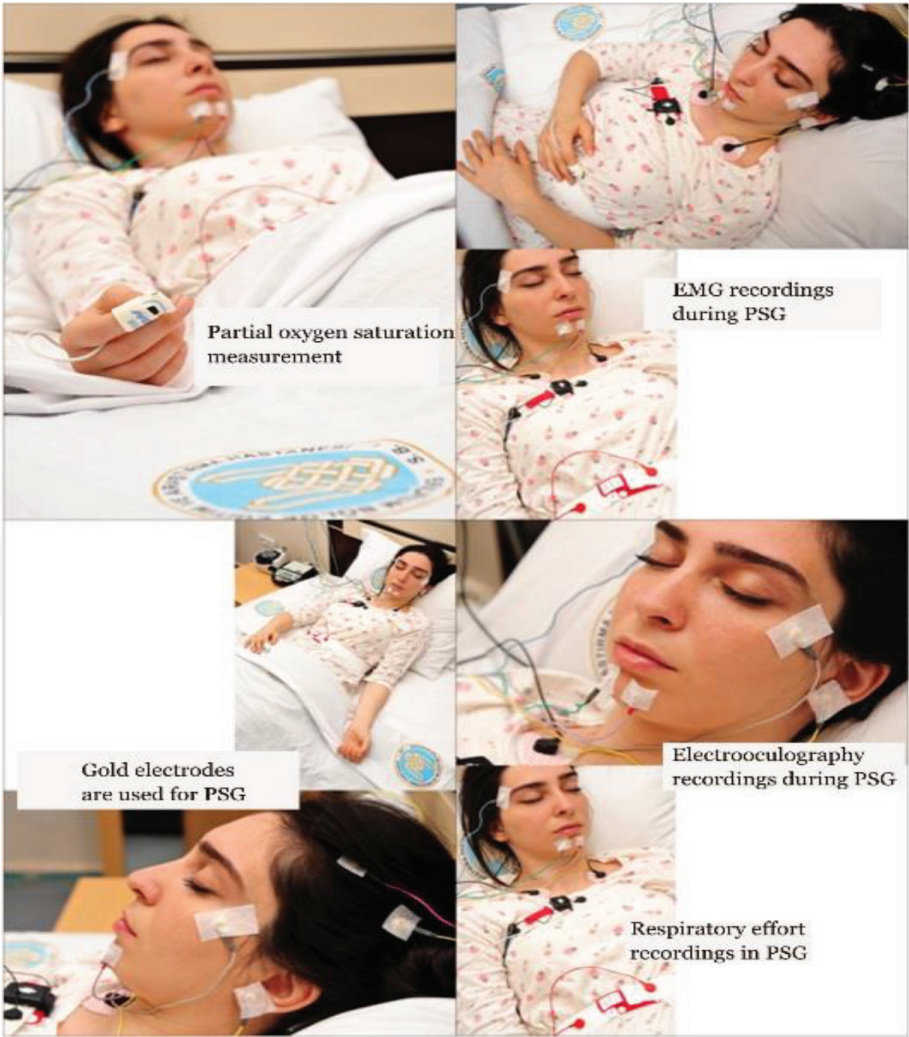 Partial oxygen saturation
measurement
EMG recordings
during PSG
Gold electrodes
are used for PSG
Electrooculography
recordings during PSG
Respiratory effort
recordings in PSG